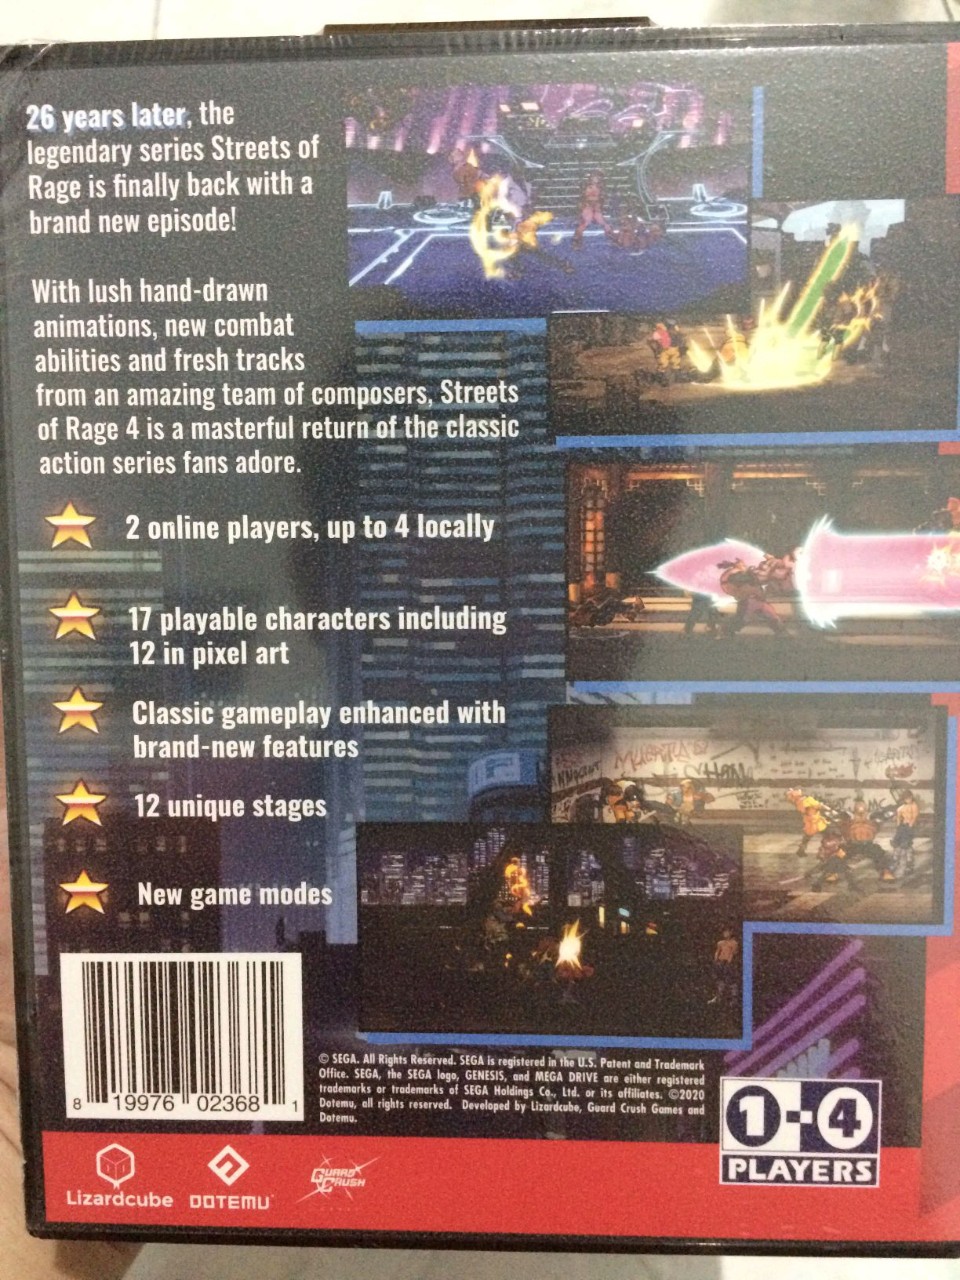 26 years later, the
legendary series Streets of
Rage is finally back with a
brand new episode!
With lush hand-drawn
animations, new combat
abilities and fresh tracks
from an amazing team of composers, Streets
of Rage 4 is a masterful return of the classic
action series fans adore.
2 online players, up to 4 locally
17 playable characters including
12 in pixel art
Classic gameplay enhanced with
brand-new features
12 unique stages
New game modes
8 19976 02368 1
© SEGA. All Rights Reserved. SEGA is registered in the U.S. Patent and Trademark
Office. SEGA, the SEGA logo, GENESIS, and MEGA DRIVE are either registered
trademarks or trademarks of SEGA Holdings Co., Ltd. or its affiliates. ©2020
Dotemu, all rights reserved. Developed by Lizardcube, Guard Crush Games and
Dotemu.
1-4
PLAYERS
Lizardcube
DOTEMU
GUARD
CRUSH